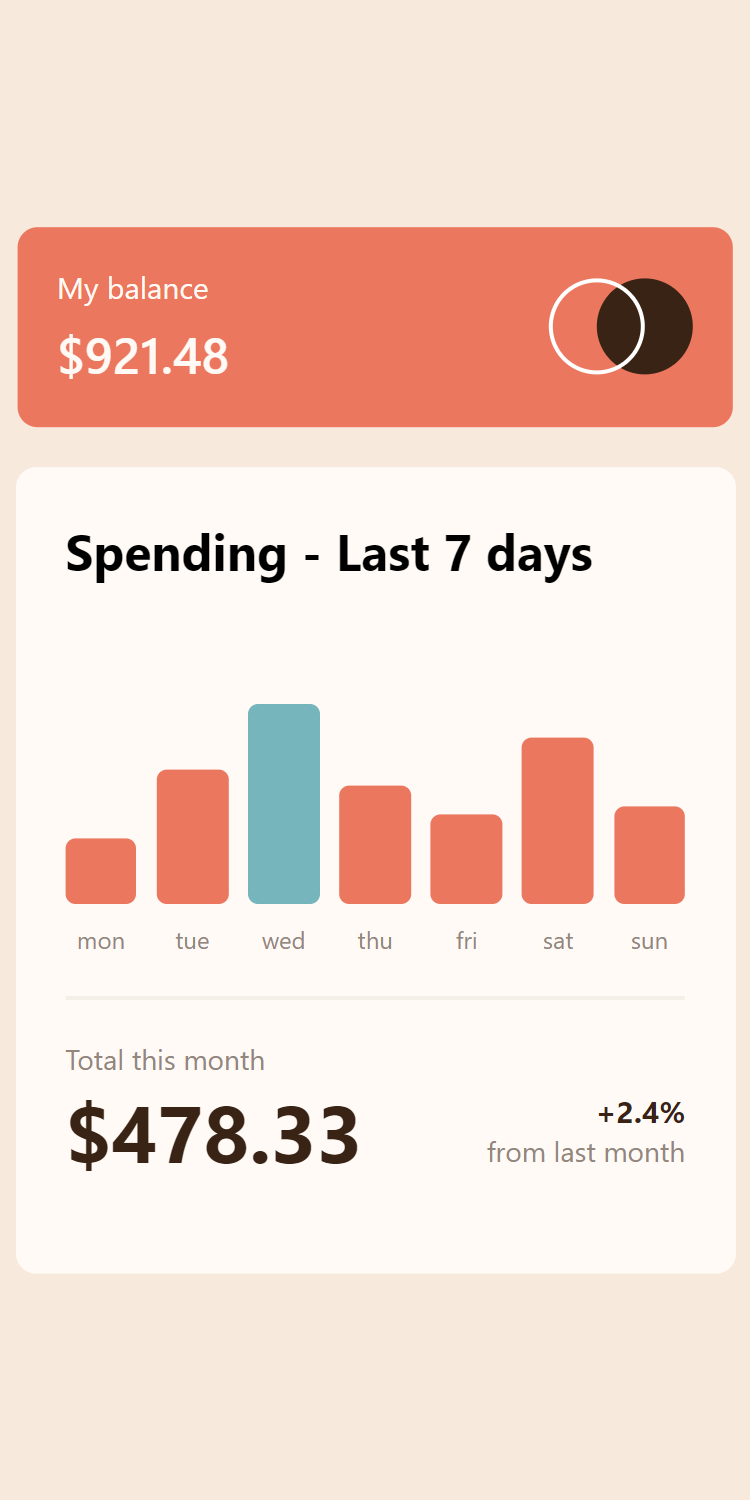 My balance
$921.48
Spending - Last 7 days
mon tue wed thu fri sat sun
Total this month
$478.33
+2.4%
from last month